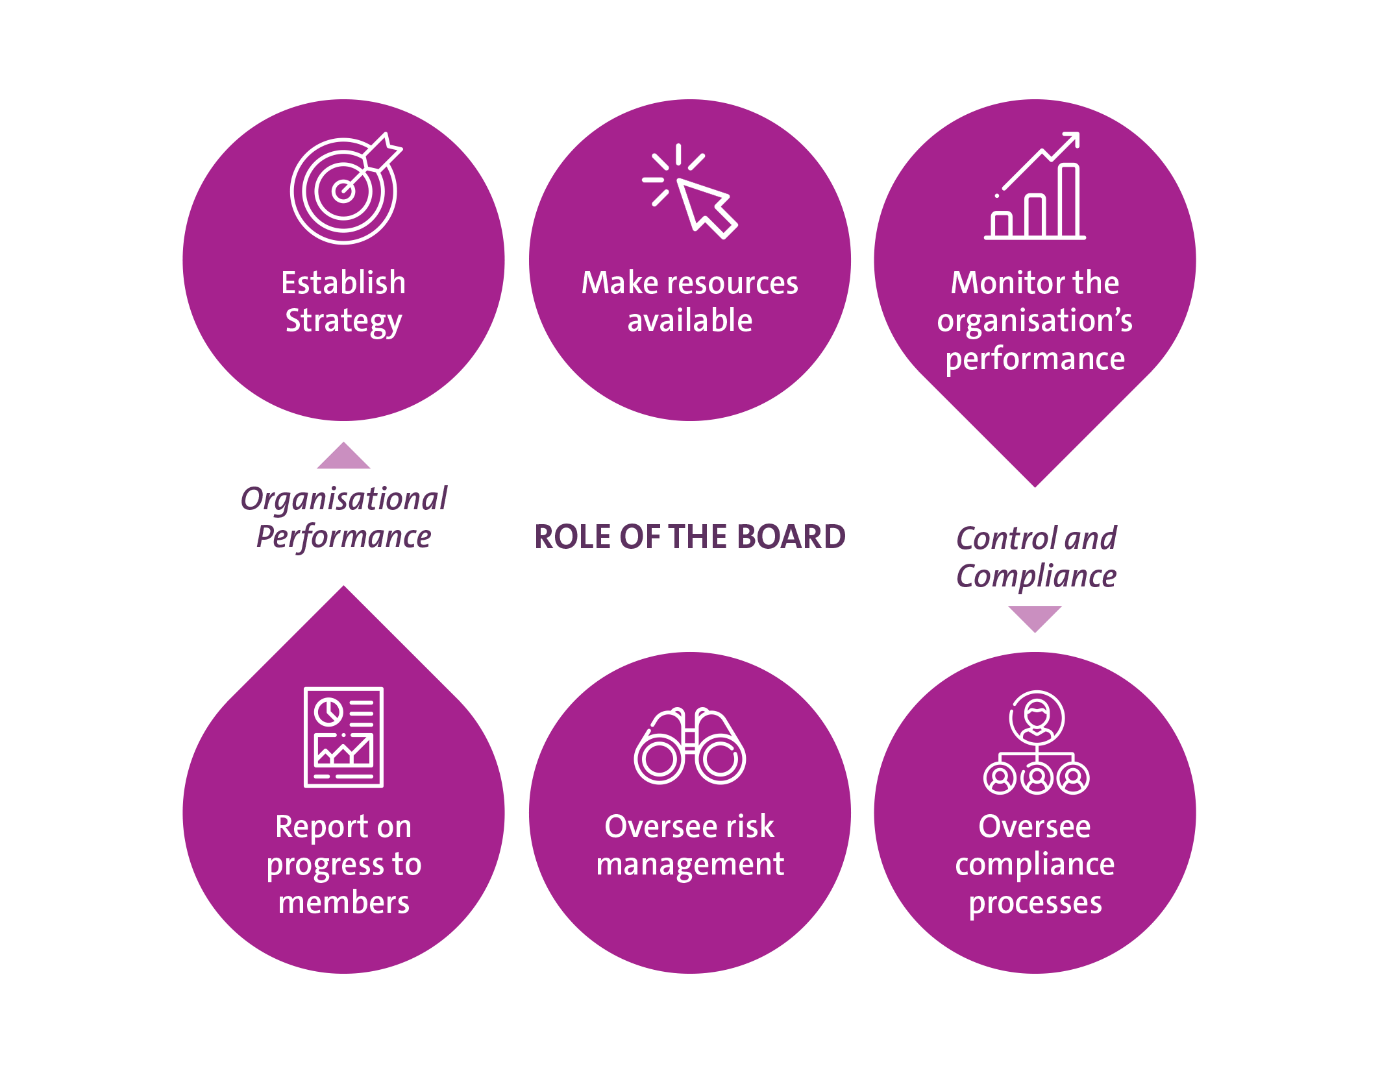 Establish
Strategy
Make resources
available
Monitor the
organisation’s
performance
Organisational
Performance
ROLE OF THE BOARD
Control and
Compliance
Report on
progress to
members
Oversee risk
management
Oversee
compliance
processes